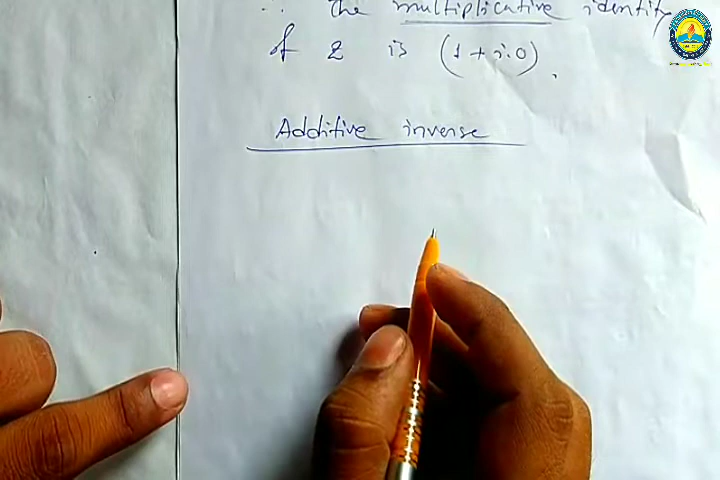 ∴ The multiplicative identity
of z is (1 + i.0).
Additive inverse